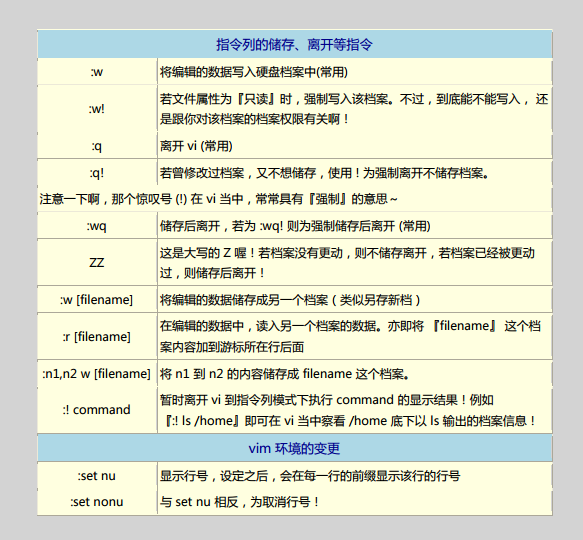 指令列的储存、离开等指令
:w 将编辑的数据写入硬盘档案中(常用)
:w! 若文件属性为『只读』时，强制写入该档案。不过，到底能不能写入， 还
是跟你对该档案的档案权限有关啊！
:q 离开 vi (常用)
:q! 若曾修改过档案，又不想储存，使用 ! 为强制离开不储存档案。
注意一下啊，那个惊叹号 (!) 在 vi 当中，常常具有『强制』的意思～
:wq 储存后离开，若为 :wq! 则为强制储存后离开 (常用)
ZZ 这是大写的 Z 喔！若档案没有更动，则不储存离开，若档案已经被更动
过，则储存后离开！
:w [filename] 将编辑的数据储存成另一个档案（类似另存新档）
:r [filename] 在编辑的数据中，读入另一个档案的数据。亦即将 『filename』 这个档
案内容加到游标所在行后面
:n1,n2 w [filename] 将 n1 到 n2 的内容储存成 filename 这个档案。
:! command 暂时离开 vi 到指令列模式下执行 command 的显示结果！例如
『:! ls /home』即可在 vi 当中察看 /home 底下以 ls 输出的档案信息！
vim 环境的变更
:set nu 显示行号，设定之后，会在每一行的前缀显示该行的行号
:set nonu 与 set nu 相反，为取消行号！